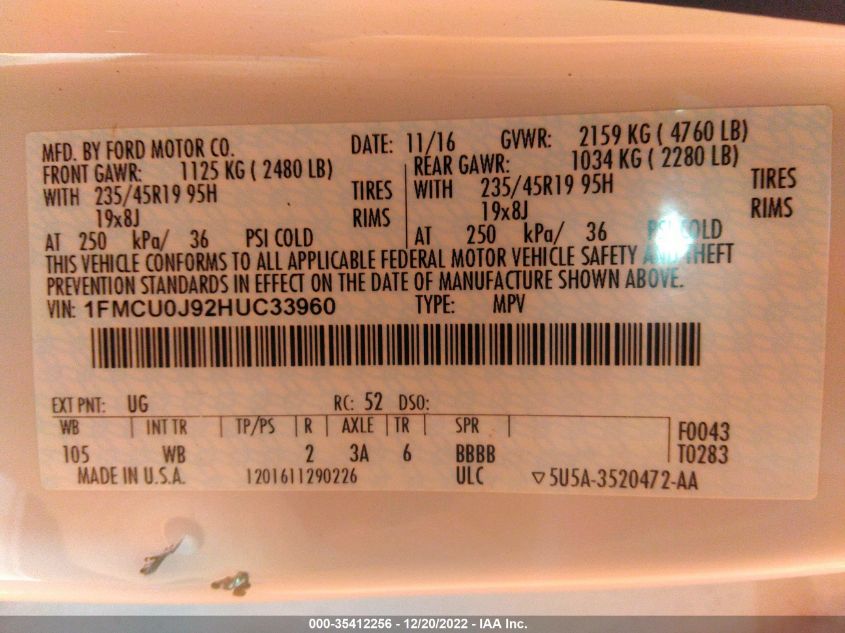 MFD. BY FORD MOTOR CO. DATE: 11/16 GVWR: 2159 KG ( 4760 LB)
FRONT GAWR: 1125 KG ( 2480 LB) REAR GAWR: 1034 KG ( 2280 LB)
WITH 235/45R19 95H TIRES WITH 235/45R19 95H TIRES
19x8J RIMS 19x8J RIMS
AT 250 kPa/ 36 PSI COLD AT 250 kPa/ 36 PSI COLD
THIS VEHICLE CONFORMS TO ALL APPLICABLE FEDERAL MOTOR VEHICLE SAFETY AND THEFT
PREVENTION STANDARDS IN EFFECT ON THE DATE OF MANUFACTURE SHOWN ABOVE.
VIN: 1FMCU0J92HUC33960 TYPE: MPV
EXT PNT: UG RC: 52 DSO:
WB INT TR TP/PS R AXLE TR SPR F0043
105 WB 2 3A 6 BBBB T0283
MADE IN U.S.A. 1201611290226 ULC ▽5U5A-3520472-AA
000-35412256 - 12/20/2022 - IAA Inc.